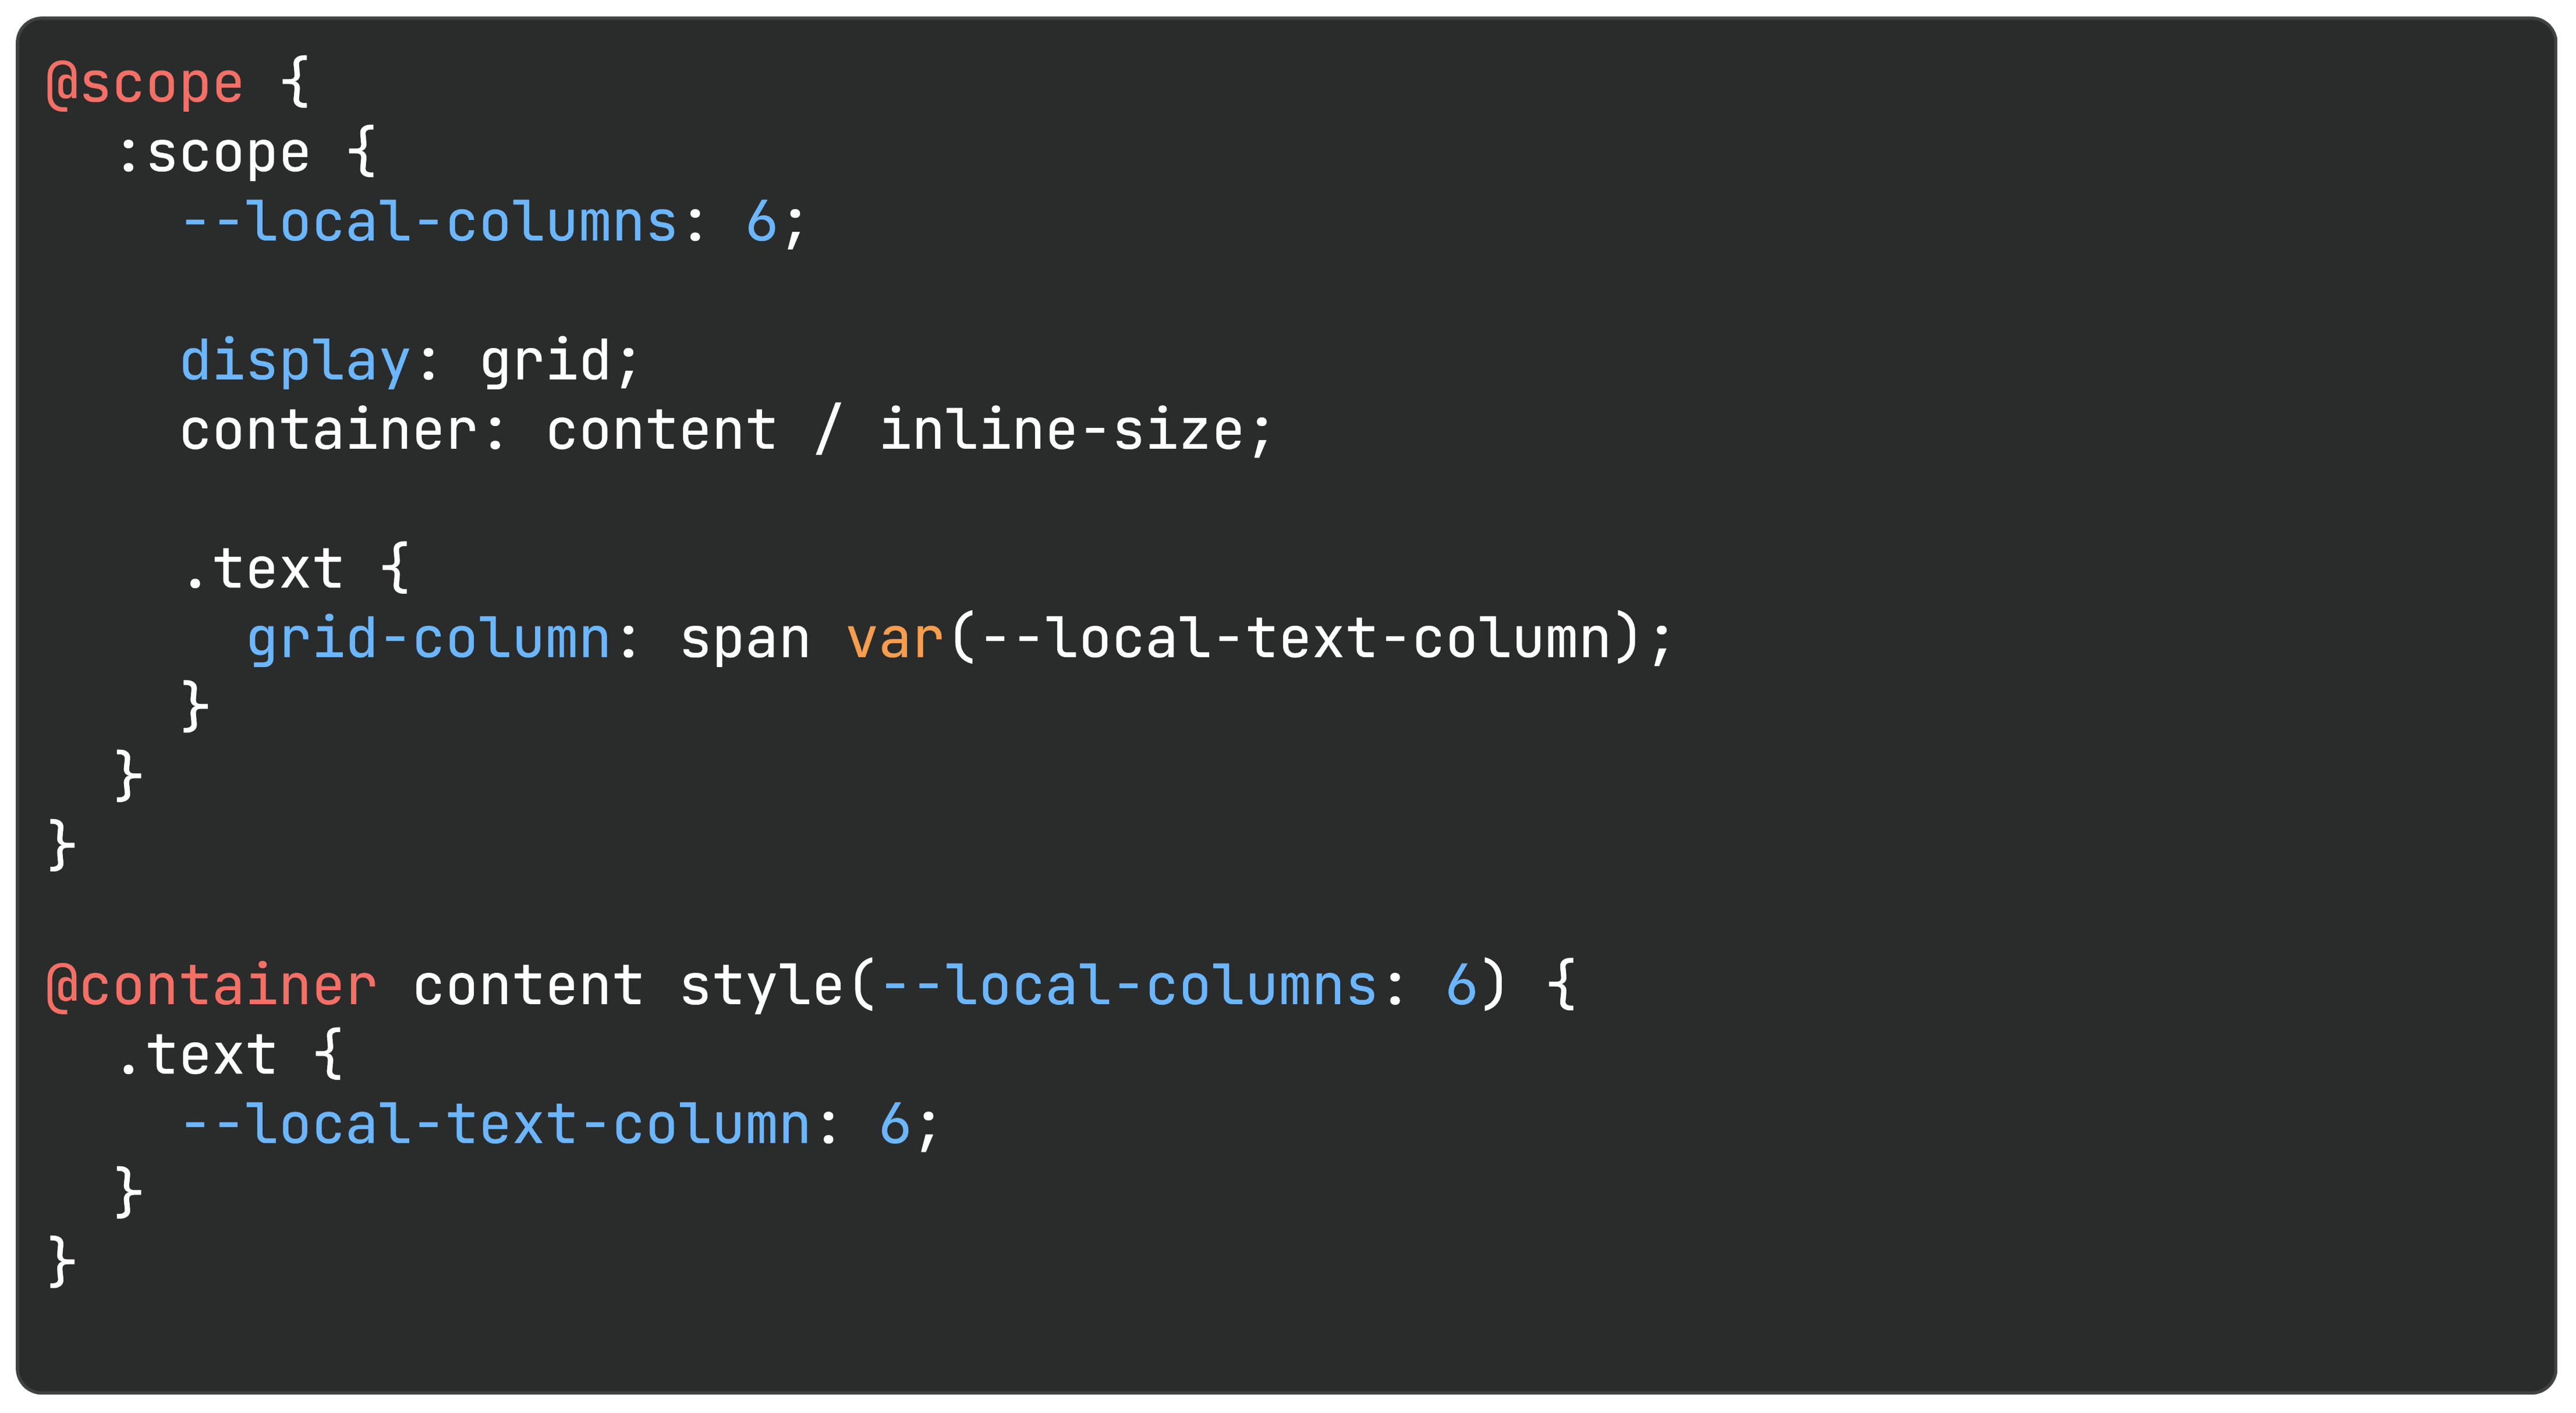 @scope {
  :scope {
    --local-columns: 6;

    display: grid;
    container: content / inline-size;

    .text {
      grid-column: span var(--local-text-column);
    }
  }
}

@container content style(--local-columns: 6) {
  .text {
    --local-text-column: 6;
  }
}